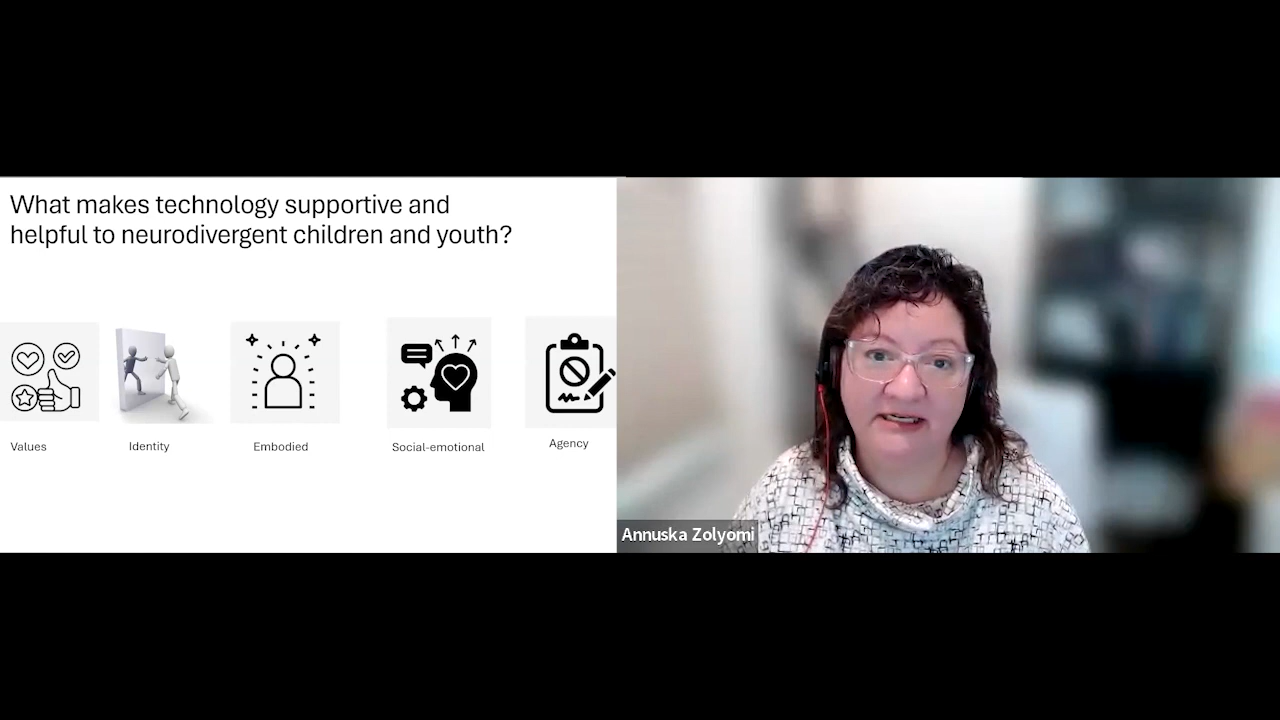 What makes technology supportive and
helpful to neurodivergent children and youth?
Values
Identity
Embodied
Social-emotional
Agency
Annuska Zolyomi